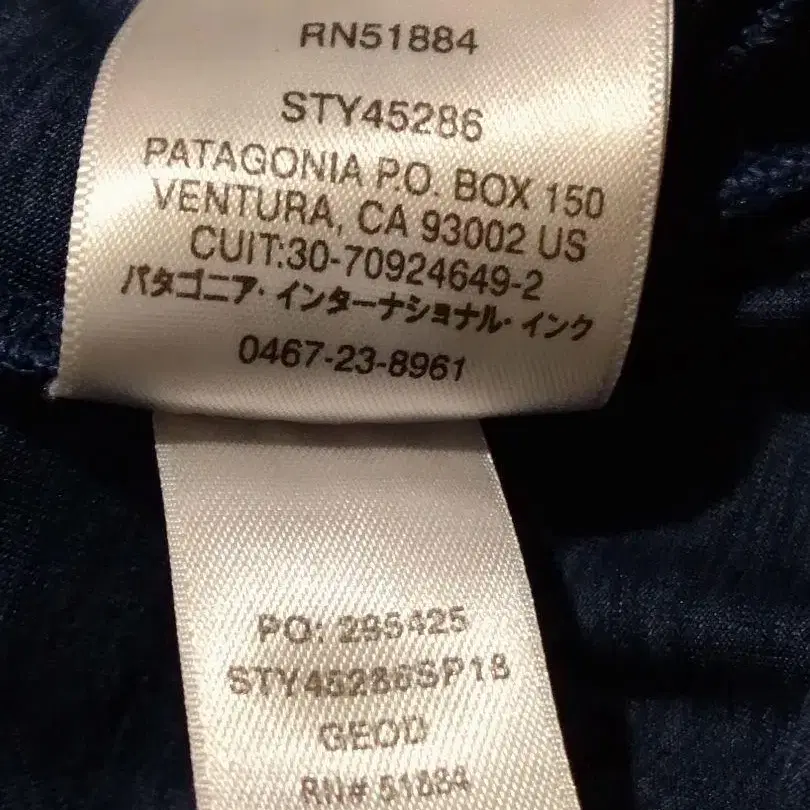 RN51884
STY45286
PATAGONIA P.O. BOX 150
VENTURA, CA 93002 US
CUIT:30-70924649-2
パタゴニア・インターナショナル・インク
0467-23-8961
PO: 295425
STY45286SP18
GEOD
RN# 51884